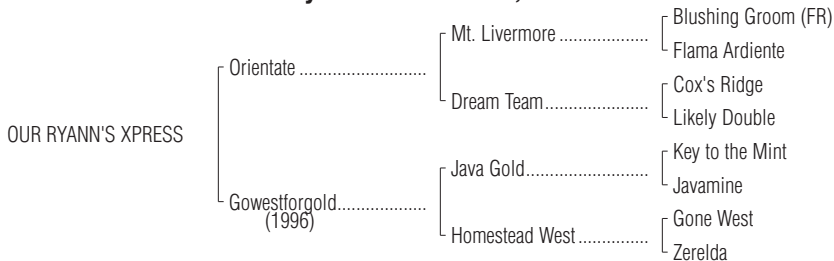 Blushing Groom (FR)
Mt. Livermore ....................
Flama Ardiente
Orientate ............................
Cox's Ridge
Dream Team.......................
Likely Double
OUR RYANN'S XPRESS
Key to the Mint
Java Gold...........................
Javamine
Gowestforgold....................
(1996)
Gone West
Homestead West ...............
Zerelda